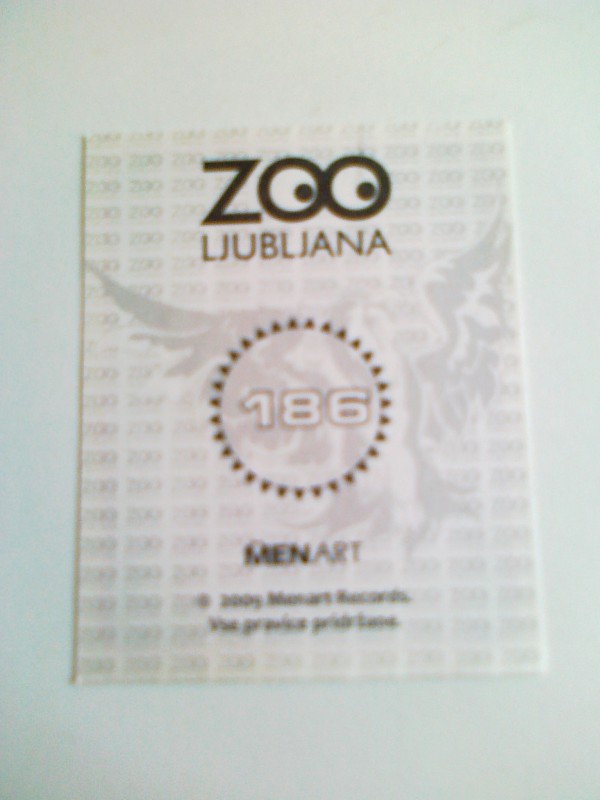 ZOO
LJUBLJANA
186
MENART
© 2005 Menart Records.
Vse pravice pridržane.